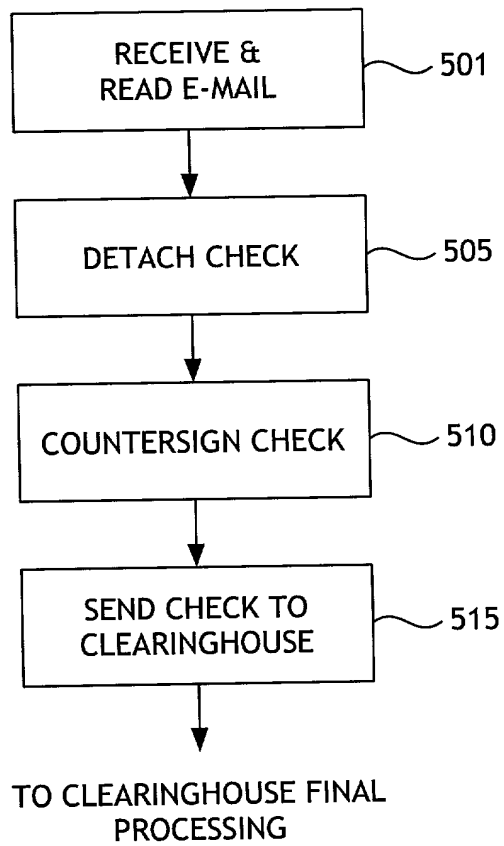 RECEIVE &
READ E-MAIL
501
DETACH CHECK
505
COUNTERSIGN CHECK
510
SEND CHECK TO
CLEARINGHOUSE
515
TO CLEARINGHOUSE FINAL
PROCESSING